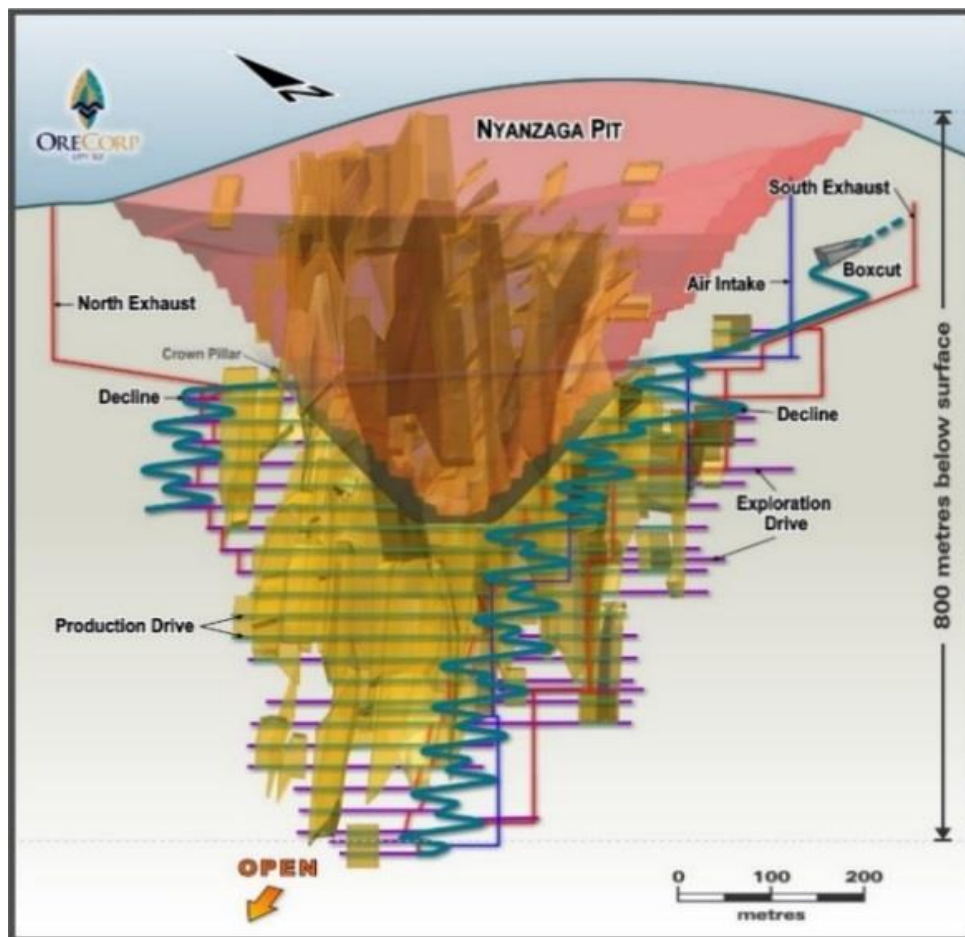 N
ORECORP
NYANZAGA PIT
South Exhaust
Boxcut
Air Intake
North Exhaust
Crown Pillar
Decline
Decline
Exploration
Drive
Production Drive
800 metres below surface
OPEN
0 100 200
metres